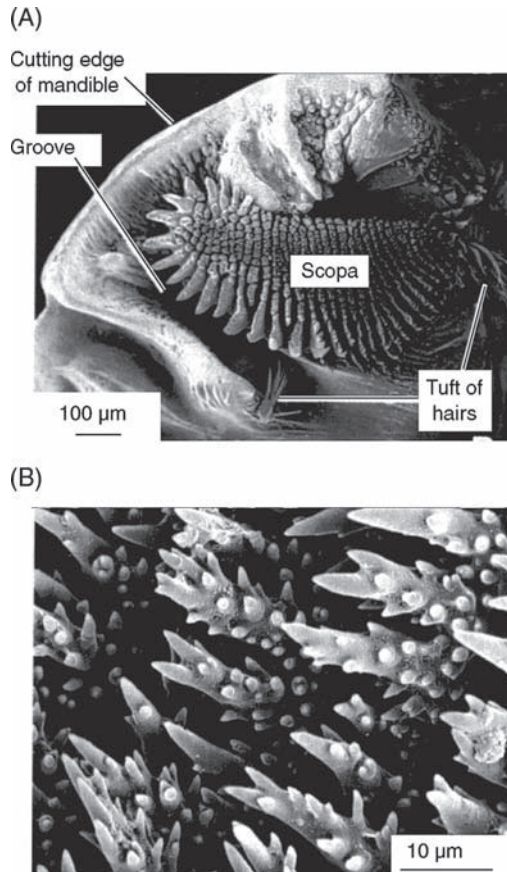 (A)
Cutting edge
of mandible
Groove
Scopa
Tuft of
hairs
100 µm
(B)
10 µm